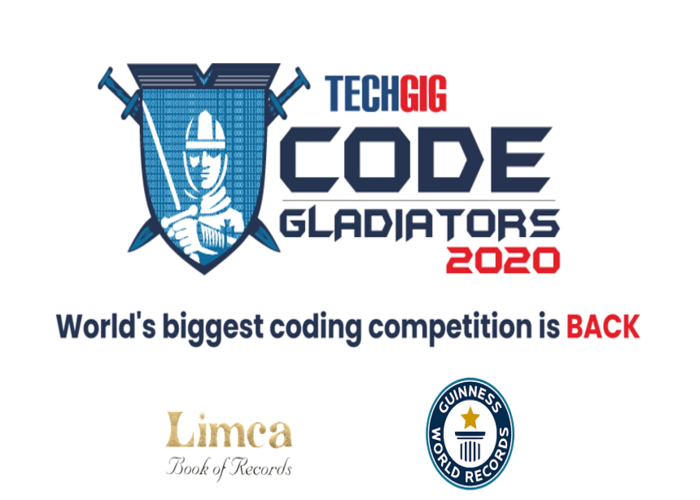 TECHGIG
CODE
GLADIATORS
2020
World's biggest coding competition is BACK
Limca
Book of Records
GUINNESS
WORLD RECORDS